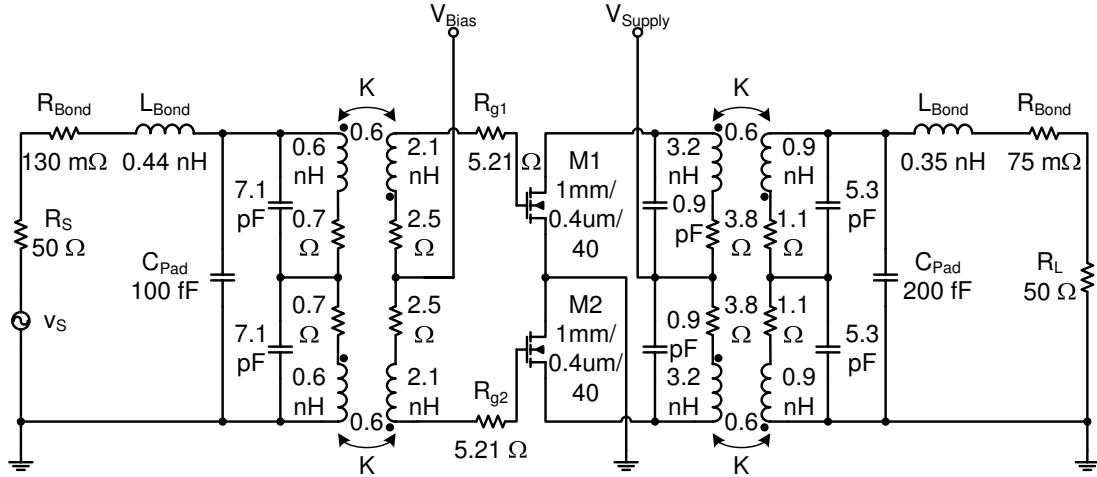 V_Bias
V_Supply
K
K
R_Bond
L_Bond
R_g1
L_Bond
R_Bond
0.6
0.6
130 mΩ
0.44 nH
0.6
nH
2.1
nH
5.21 Ω
M1
1mm/
0.4um/
40
3.2
nH
0.9
nH
0.35 nH
75 mΩ
7.1
pF
0.9
pF
5.3
pF
R_S
50 Ω
0.7
Ω
2.5
Ω
3.8
Ω
1.1
Ω
C_Pad
100 fF
C_Pad
200 fF
R_L
50 Ω
v_S
7.1
pF
0.7
Ω
2.5
Ω
M2
1mm/
0.4um/
40
0.9
pF
3.8
Ω
1.1
Ω
5.3
pF
0.6
nH
2.1
nH
R_g2
3.2
nH
0.9
nH
0.6
0.6
5.21 Ω
K
K